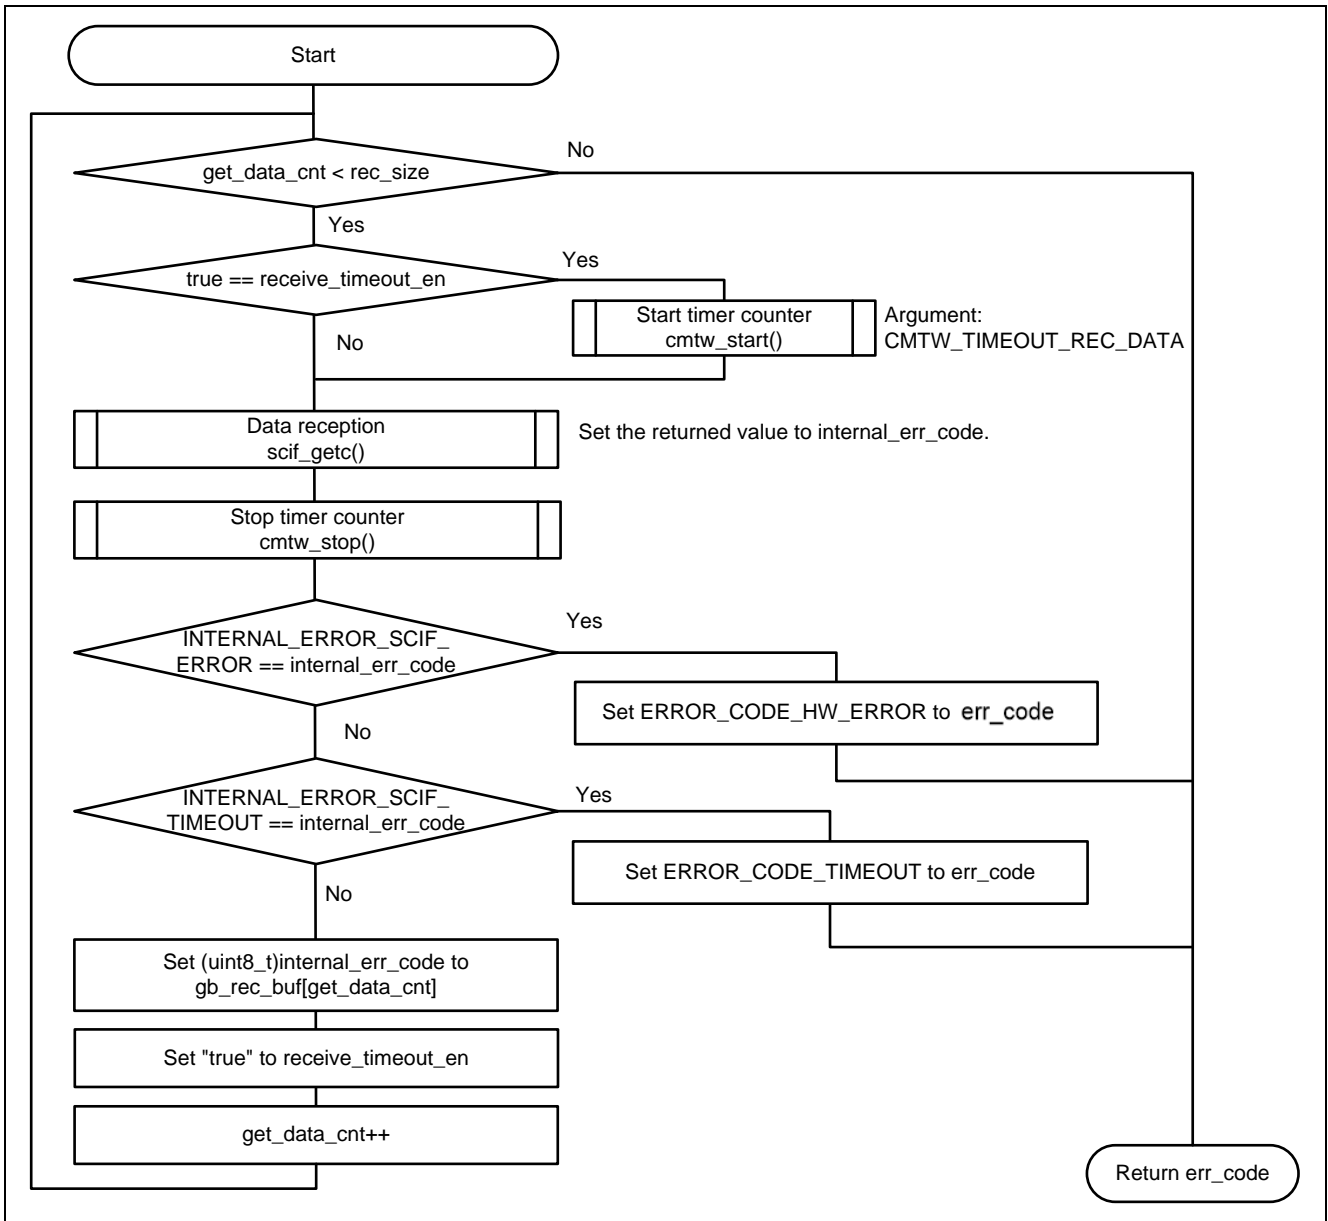 Start
get_data_cnt < rec_size
No
Yes
true == receive_timeout_en
Yes
Start timer counter
cmtw_start()
Argument:
CMTW_TIMEOUT_REC_DATA
No
Data reception
scif_getc()
Set the returned value to internal_err_code.
Stop timer counter
cmtw_stop()
INTERNAL_ERROR_SCIF_
ERROR == internal_err_code
Yes
Set ERROR_CODE_HW_ERROR to err_code
No
INTERNAL_ERROR_SCIF_
TIMEOUT == internal_err_code
Yes
Set ERROR_CODE_TIMEOUT to err_code
No
Set (uint8_t)internal_err_code to
gb_rec_buf[get_data_cnt]
Set "true" to receive_timeout_en
get_data_cnt++
Return err_code